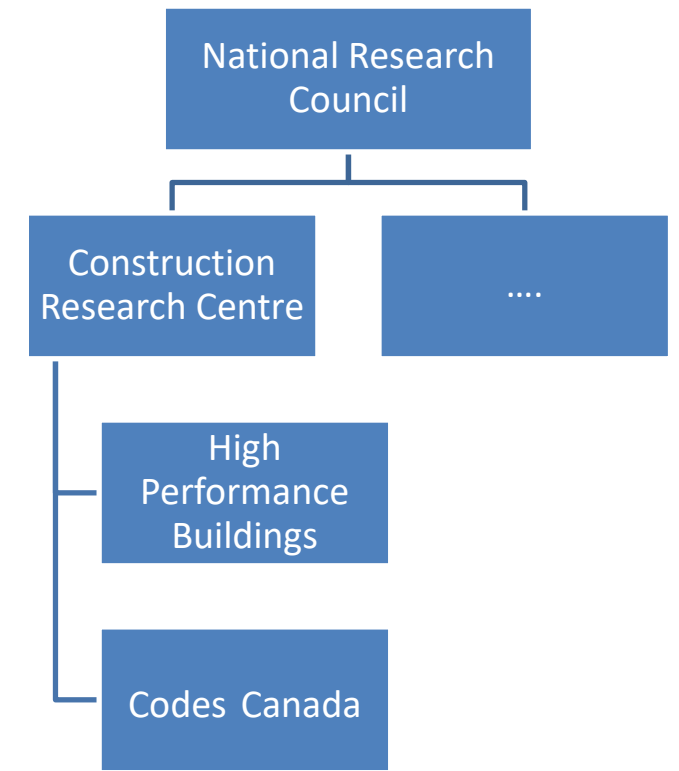 National Research
Council
Construction
Research Centre
....
High
Performance
Buildings
Codes Canada